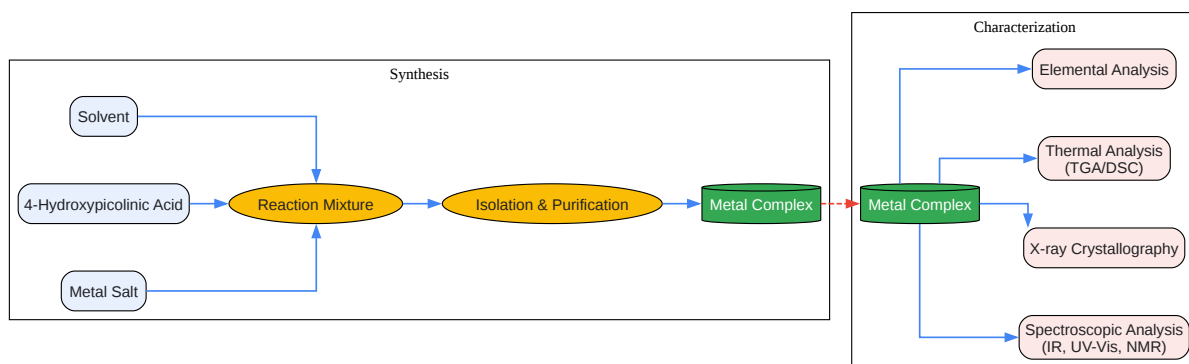 Synthesis
Solvent
4-Hydroxypicolinic Acid
Metal Salt
Reaction Mixture
Isolation & Purification
Metal Complex
Characterization
Metal Complex
Elemental Analysis
Thermal Analysis
(TGA/DSC)
X-ray Crystallography
Spectroscopic Analysis
(IR, UV-Vis, NMR)